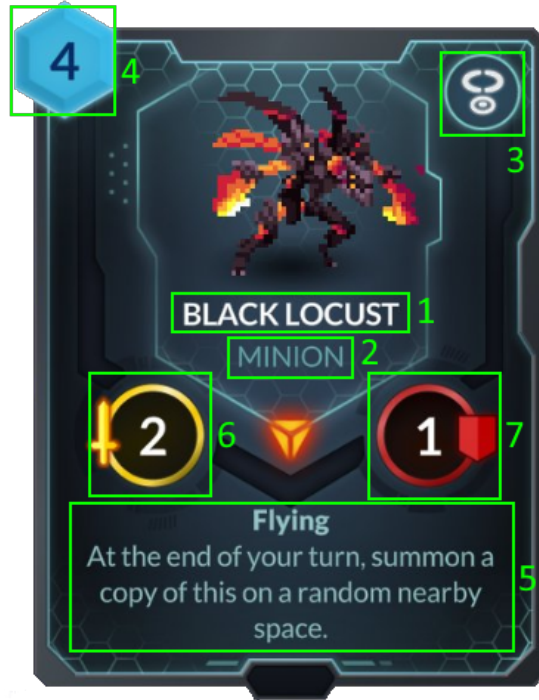 4
4
3
BLACK LOCUST 1
MINION 2
2 6 1 7
Flying
At the end of your turn, summon a
copy of this on a random nearby
space.
5